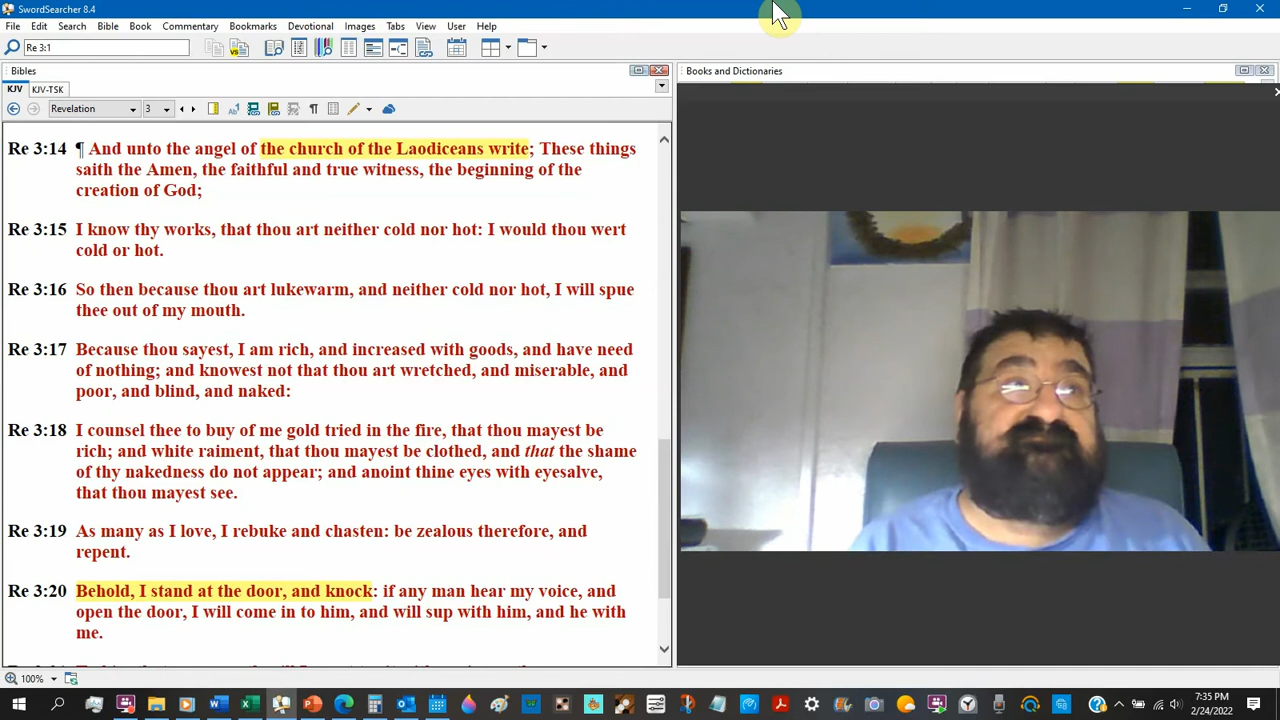 SwordSearcher 8.4
File Edit Search Bible Book Commentary Bookmarks Devotional Images Tabs View User Help
Re 3:1
Bibles
Books and Dictionaries
KJV KJV-TSK
Revelation 3
Re 3:14 ¶ And unto the angel of the church of the Laodiceans write; These things
saith the Amen, the faithful and true witness, the beginning of the
creation of God;
Re 3:15 I know thy works, that thou art neither cold nor hot: I would thou wert
cold or hot.
Re 3:16 So then because thou art lukewarm, and neither cold nor hot, I will spue
thee out of my mouth.
Re 3:17 Because thou sayest, I am rich, and increased with goods, and have need
of nothing; and knowest not that thou art wretched, and miserable, and
poor, and blind, and naked:
Re 3:18 I counsel thee to buy of me gold tried in the fire, that thou mayest be
rich; and white raiment, that thou mayest be clothed, and that the shame
of thy nakedness do not appear; and anoint thine eyes with eyesalve,
that thou mayest see.
Re 3:19 As many as I love, I rebuke and chasten: be zealous therefore, and
repent.
Re 3:20 Behold, I stand at the door, and knock: if any man hear my voice, and
open the door, I will come in to him, and will sup with him, and he with
me.
100%
7:35 PM
2/24/2022